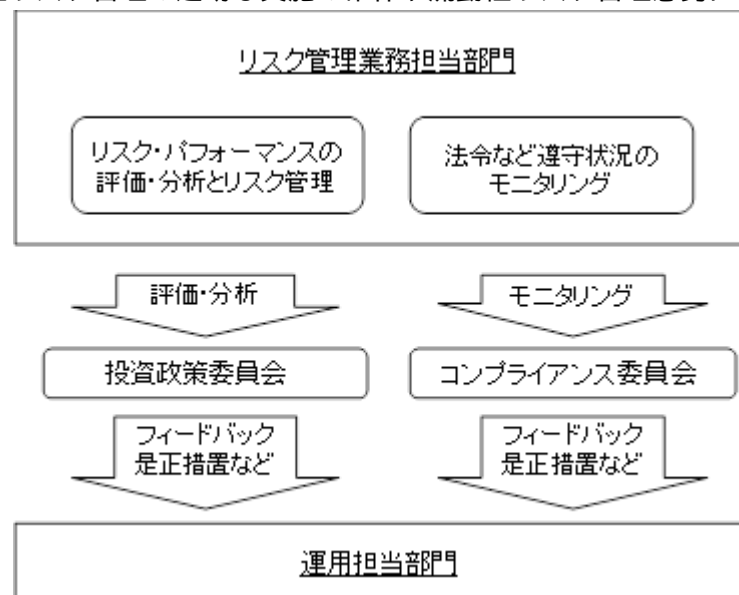 リスク管理業務担当部門
リスク・パフォーマンスの
評価・分析とリスク管理
法令など遵守状況の
モニタリング
評価・分析
モニタリング
投資政策委員会
コンプライアンス委員会
フィードバック
是正措置など
フィードバック
是正措置など
運用担当部門